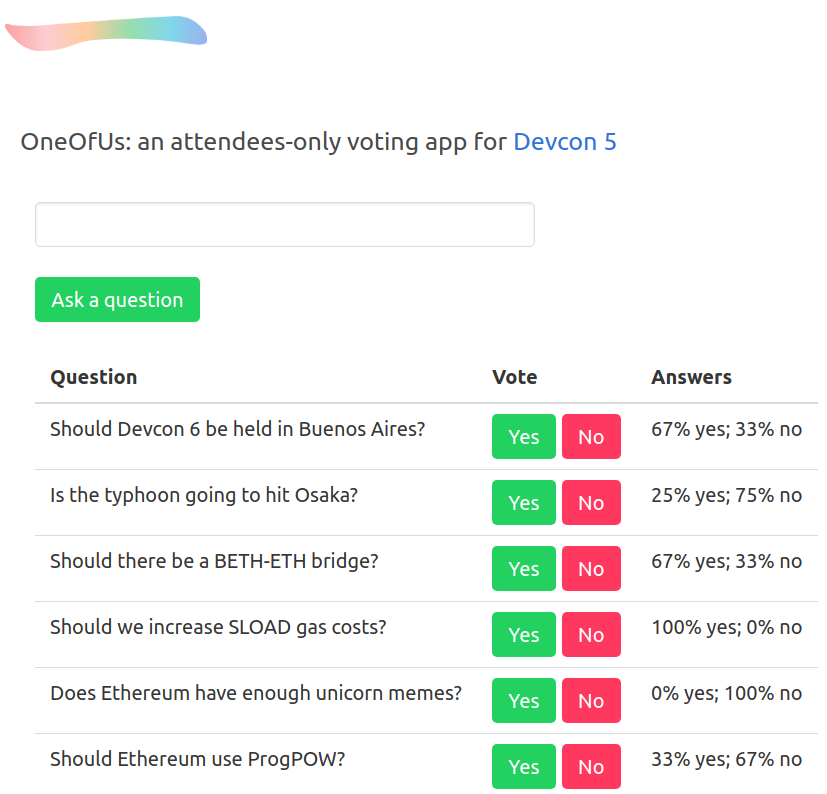 OneOfUs: an attendees-only voting app for Devcon 5
Ask a question
Question Vote Answers
Should Devcon 6 be held in Buenos Aires? Yes No 67% yes; 33% no
Is the typhoon going to hit Osaka? Yes No 25% yes; 75% no
Should there be a BETH-ETH bridge? Yes No 67% yes; 33% no
Should we increase SLOAD gas costs? Yes No 100% yes; 0% no
Does Ethereum have enough unicorn memes? Yes No 0% yes; 100% no
Should Ethereum use ProgPOW? Yes No 33% yes; 67% no